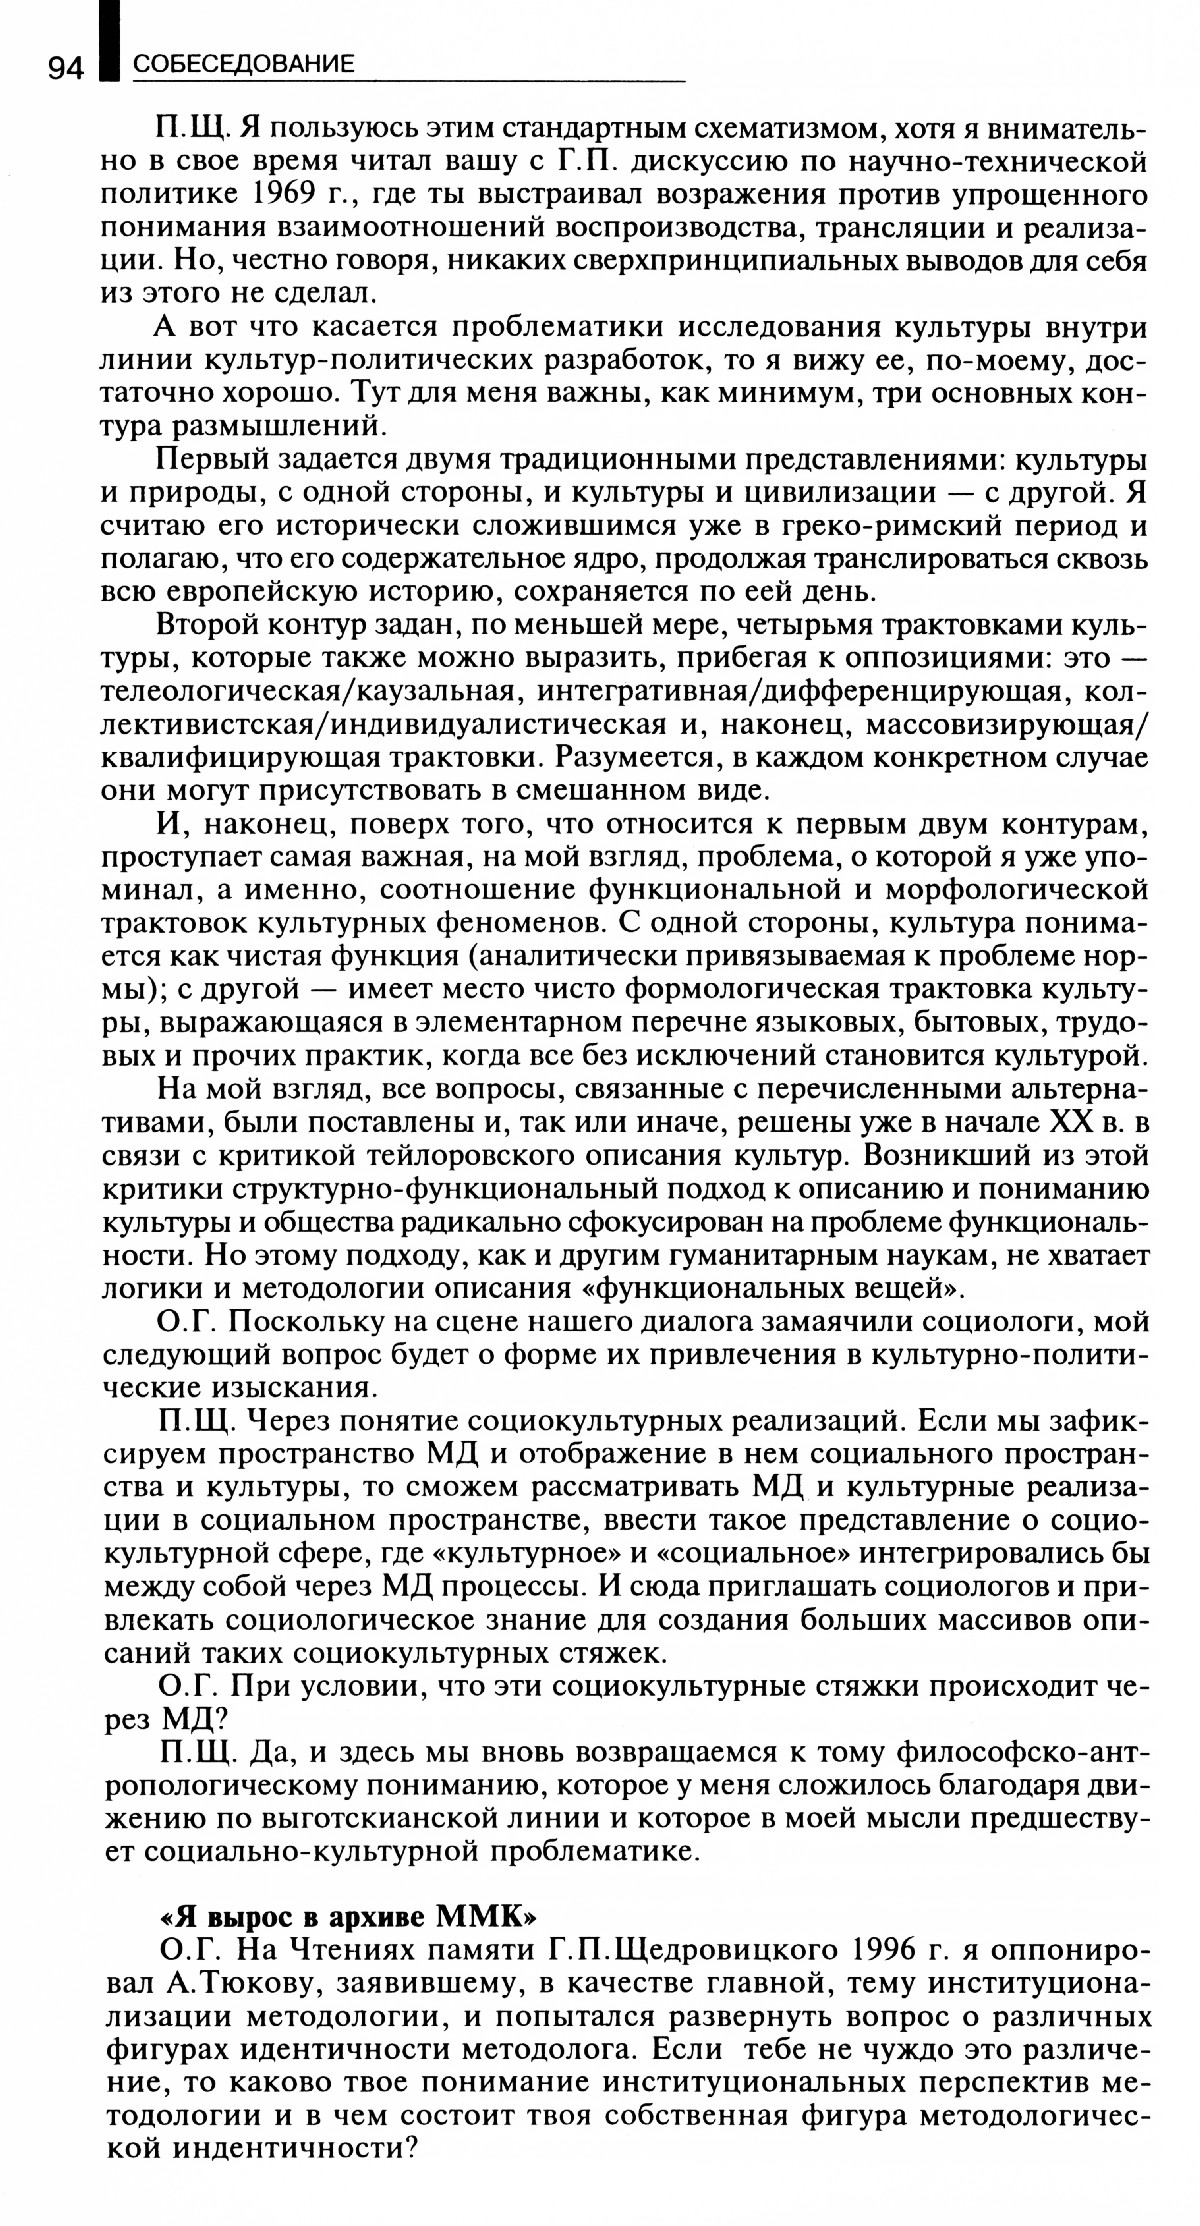 94 СОБЕСЕДОВАНИЕ
П.Щ. Я пользуюсь этим стандартным схематизмом, хотя я вниматель-
но в свое время читал вашу с Г.П. дискуссию по научно-технической
политике 1969 г., где ты выстраивал возражения против упрощенного
понимания взаимоотношений воспроизводства, трансляции и реализа-
ции. Но, честно говоря, никаких сверхпринципиальных выводов для себя
из этого не сделал.
А вот что касается проблематики исследования культуры внутри
линии культур-политических разработок, то я вижу ее, по-моему, дос-
таточно хорошо. Тут для меня важны, как минимум, три основных кон-
тура размышлений.
Первый задается двумя традиционными представлениями: культуры
и природы, с одной стороны, и культуры и цивилизации — с другой. Я
считаю его исторически сложившимся уже в греко-римский период и
полагаю, что его содержательное ядро, продолжая транслироваться сквозь
всю европейскую историю, сохраняется по еей день.
Второй контур задан, по меньшей мере, четырьмя трактовками куль-
туры, которые также можно выразить, прибегая к оппозициями: это —
телеологическая/каузальная, интегративная/дифференцирующая, кол-
лективистская/индивидуалистическая и, наконец, массовизирующая/
квалифицирующая трактовки. Разумеется, в каждом конкретном случае
они могут присутствовать в смешанном виде.
И, наконец, поверх того, что относится к первым двум контурам,
проступает самая важная, на мой взгляд, проблема, о которой я уже упо-
минал, а именно, соотношение функциональной и морфологической
трактовок культурных феноменов. С одной стороны, культура понима-
ется как чистая функция (аналитически привязываемая к проблеме нор-
мы); с другой — имеет место чисто формологическая трактовка культу-
ры, выражающаяся в элементарном перечне языковых, бытовых, трудо-
вых и прочих практик, когда все без исключений становится культурой.
На мой взгляд, все вопросы, связанные с перечисленными альтерна-
тивами, были поставлены и, так или иначе, решены уже в начале XX в. в
связи с критикой тейлоровского описания культур. Возникший из этой
критики структурно-функциональный подход к описанию и пониманию
культуры и общества радикально сфокусирован на проблеме функциональ-
ности. Но этому подходу, как и другим гуманитарным наукам, не хватает
логики и методологии описания «функциональных вещей».
О.Г. Поскольку на сцене нашего диалога замаячили социологи, мой
следующий вопрос будет о форме их привлечения в культурно-полити-
ческие изыскания.
П.Щ. Через понятие социокультурных реализаций. Если мы зафик-
сируем пространство МД и отображение в нем социального простран-
ства и культуры, то сможем рассматривать МД и культурные реализа-
ции в социальном пространстве, ввести такое представление о социо-
культурной сфере, где «культурное» и «социальное» интегрировались бы
между собой через МД процессы. И сюда приглашать социологов и при-
влекать социологическое знание для создания больших массивов опи-
саний таких социокультурных стяжек.
О.Г. При условии, что эти социокультурные стяжки происходит че-
рез МД?
П.Щ. Да, и здесь мы вновь возвращаемся к тому философско-ант-
ропологическому пониманию, которое у меня сложилось благодаря дви-
жению по выготскианской линии и которое в моей мысли предшеству-
ет социально-культурной проблематике.
«Я вырос в архиве ММК»
О.Г. На Чтениях памяти Г.П.Щедровицкого 1996 г. я оппониро-
вал А.Тюкову, заявившему, в качестве главной, тему институциона-
лизации методологии, и попытался развернуть вопрос о различных
фигурах идентичности методолога. Если тебе не чуждо это различе-
ние, то каково твое понимание институциональных перспектив ме-
тодологии и в чем состоит твоя собственная фигура методологичес-
кой индентичности?